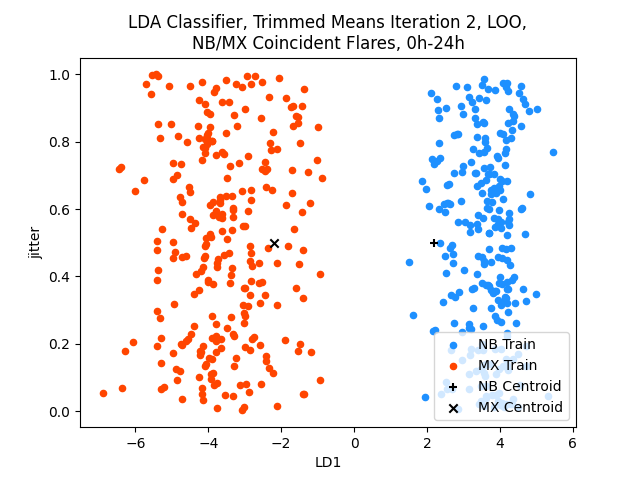 LDA Classifier, Trimmed Means Iteration 2, LOO,
NB/MX Coincident Flares, 0h-24h
1.0
0.8
0.6
0.4
0.2
0.0
jitter
−6
−4
−2
0
2
4
6
LD1
NB Train
MX Train
NB Centroid
MX Centroid